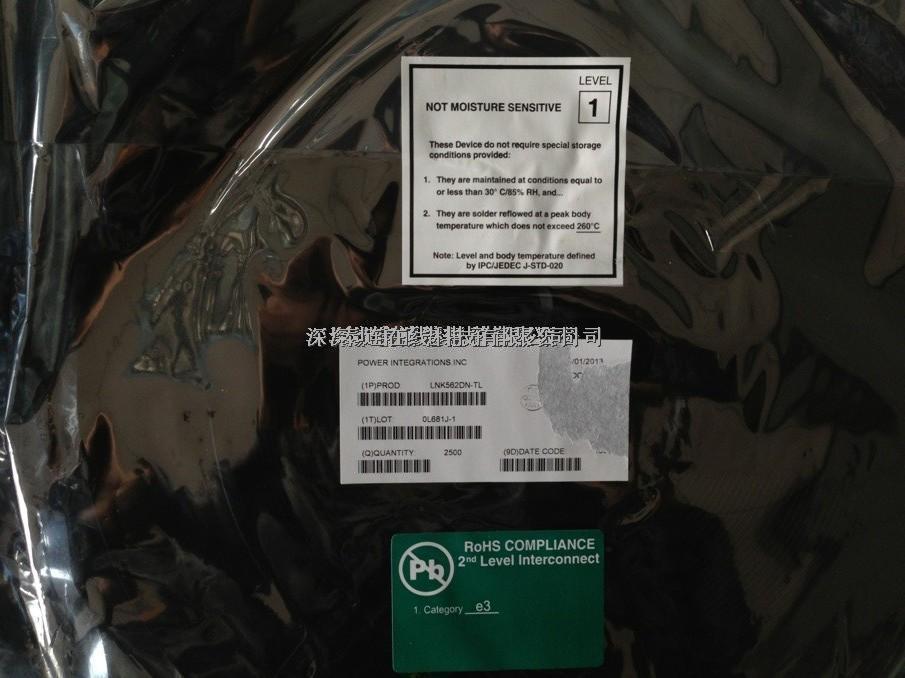 LEVEL
1
NOT MOISTURE SENSITIVE
These Device do not require special storage
conditions provided:
1. They are maintained at conditions equal to
or less than 30° C/85% RH, and...
2. They are solder reflowed at a peak body
temperature which does not exceed 260°C
Note: Level and body temperature defined
by IPC/JEDEC J-STD-020
POWER INTEGRATIONS.INC
/01/2013
(1P)PROD LNK562DN-TL
(1T)LOT 0L681J-1
(Q)QUANTITY 2500 (9D)DATE CODE
Pb
RoHS COMPLIANCE
2nd Level Interconnect
1. Category e3